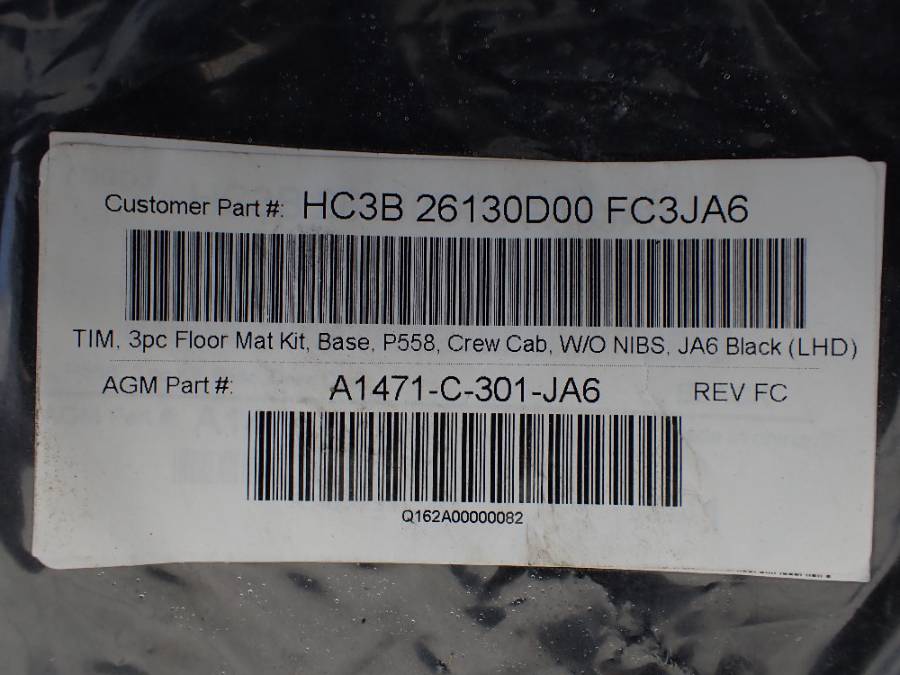 Customer Part #: HC3B 26130D00 FC3JA6
TIM, 3pc Floor Mat Kit, Base, P558, Crew Cab, W/O NIBS, JA6 Black (LHD)
AGM Part #: A1471-C-301-JA6 REV FC
Q162A00000082